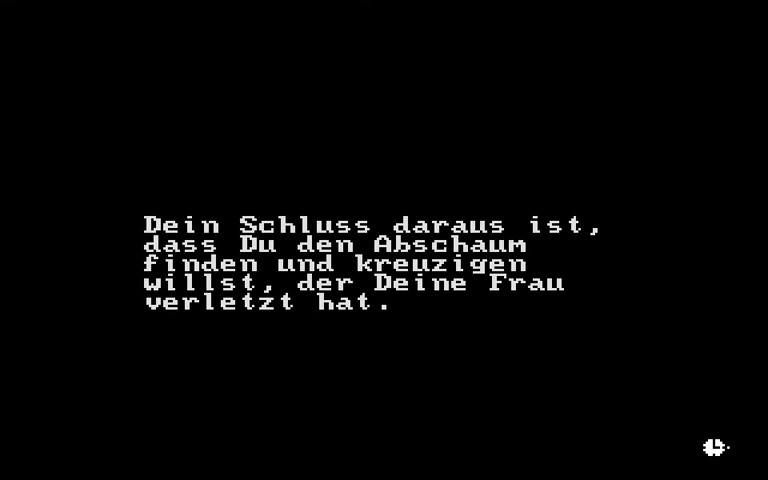 Dein Schluss daraus ist,
dass Du den Abschaum
finden und kreuzigen
willst, der Deine Frau
verletzt hat.